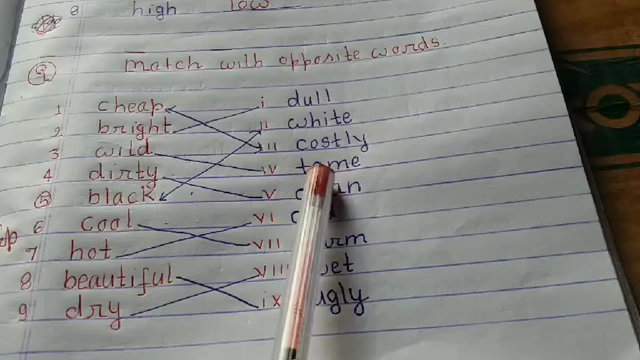 8 high low
Q Match with opposite words.
1 cheap i dull
2 bright ii white
3 wild iii costly
4 dirty iv tame
5 black v
6 cool vi
7 hot vii
8 beautiful viii
9 dry ix ugly